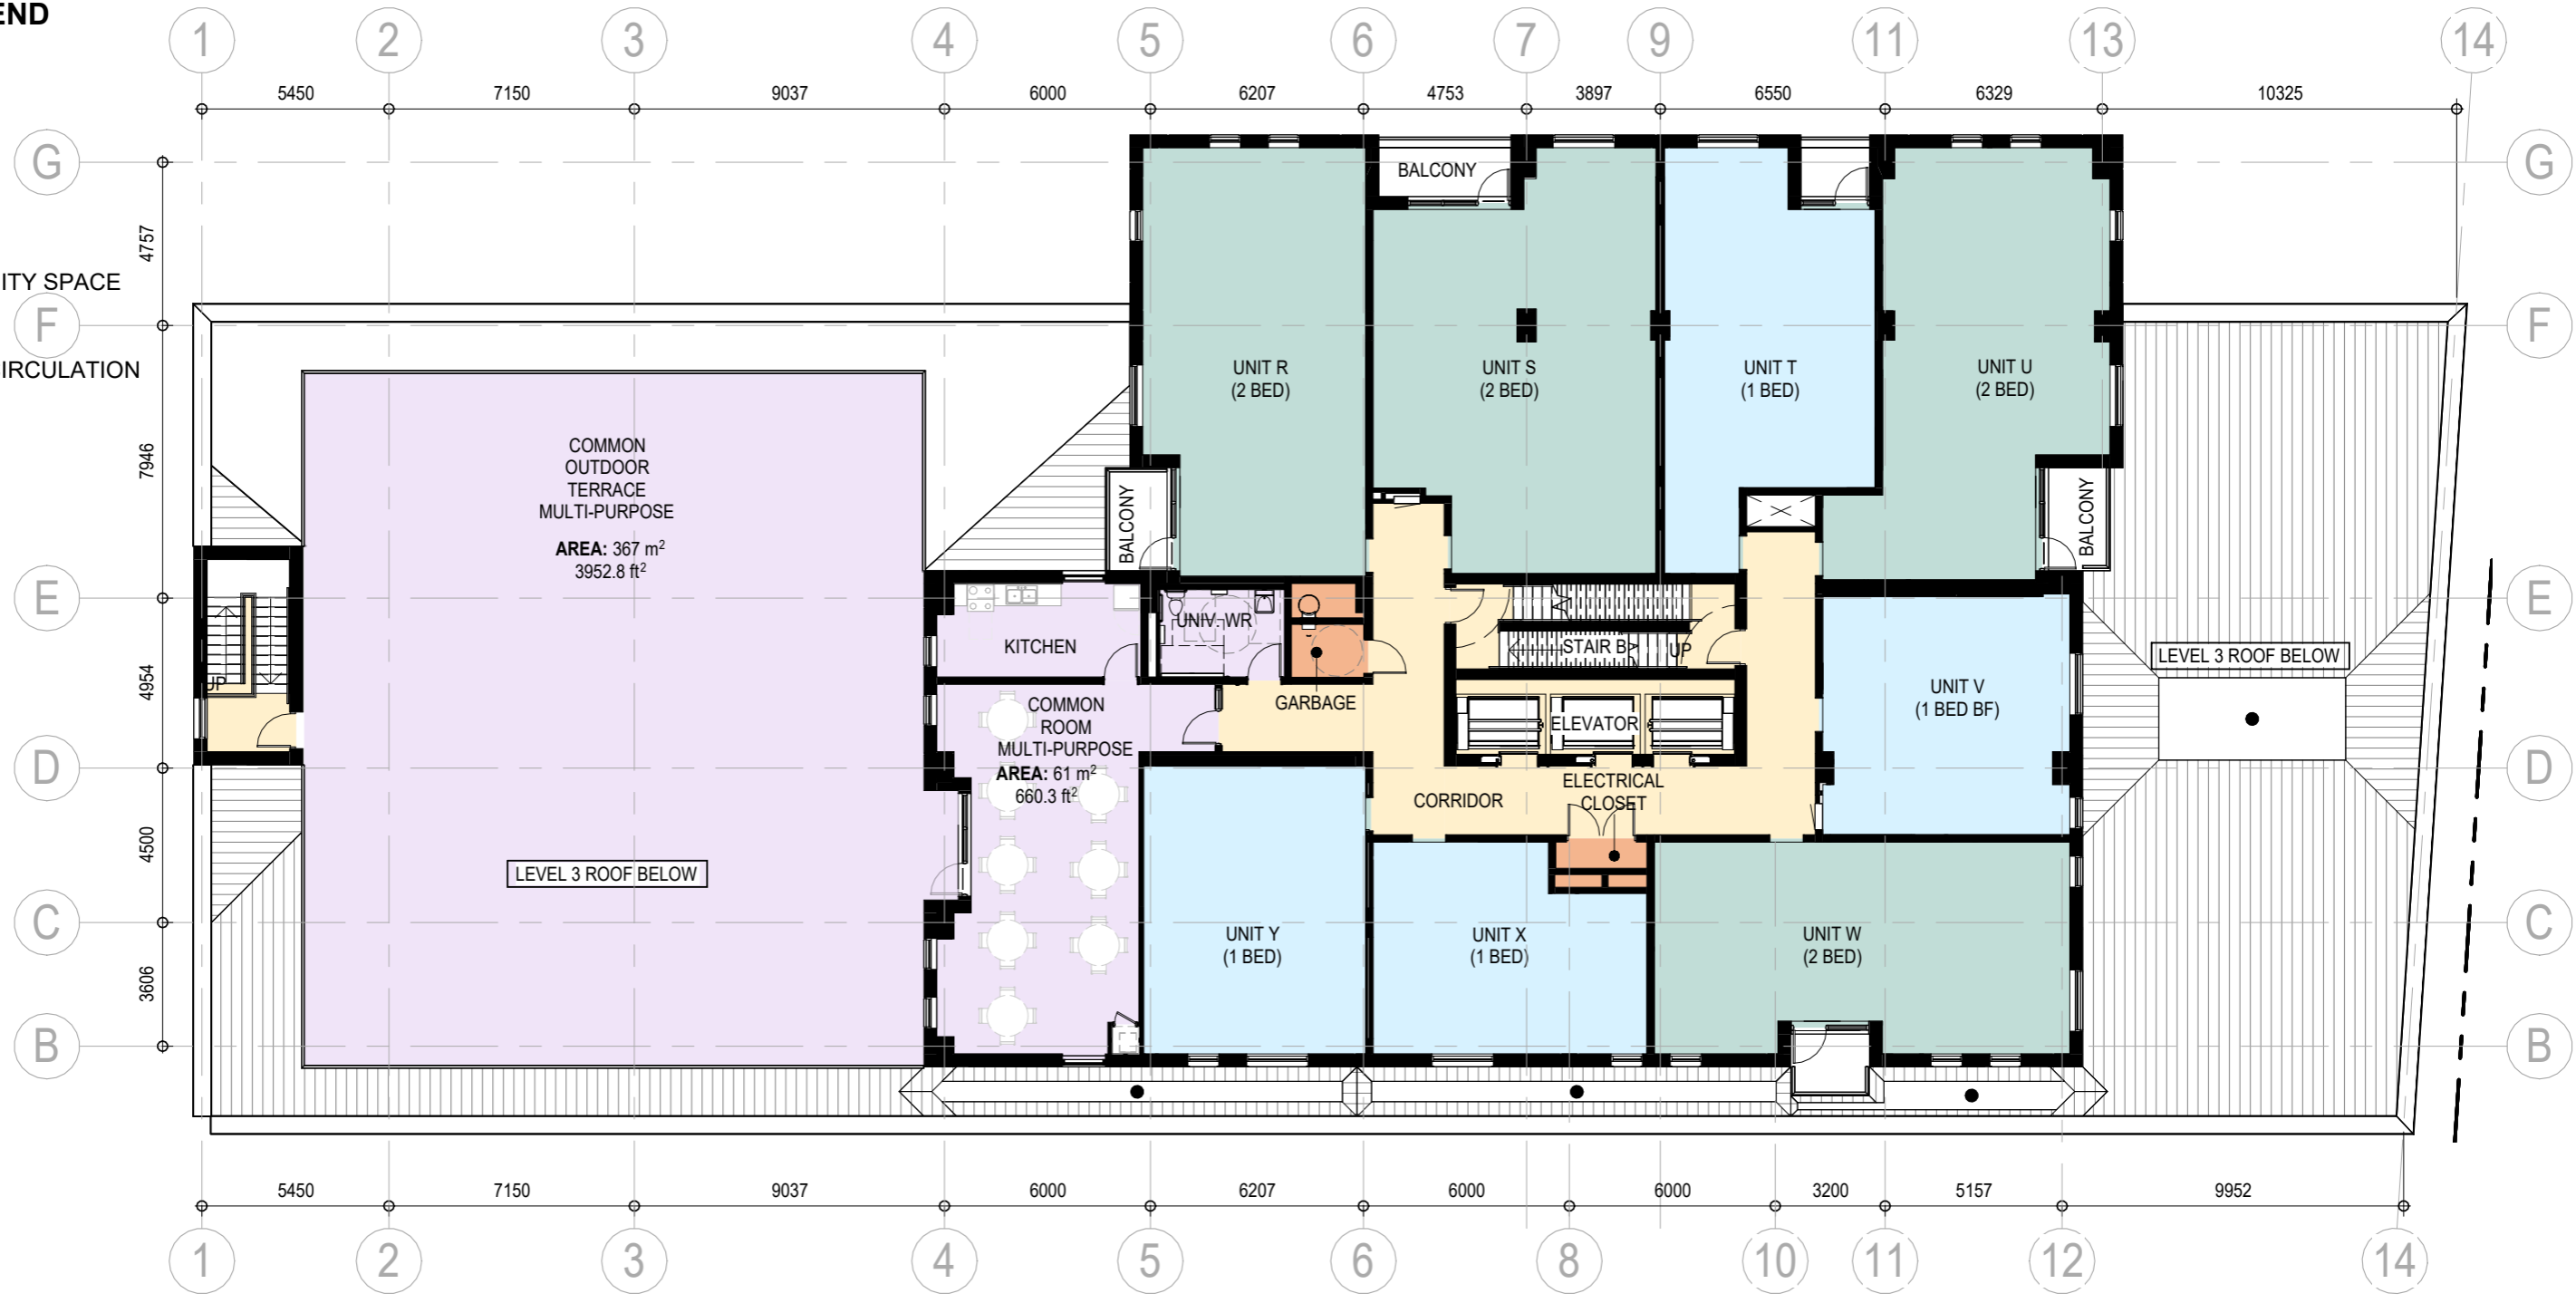 END
1 2 3 4 5 6 7 9 11 13 14
5450 7150 9037 6000 6207 4753 3897 6550 6329 10325
G G
BALCONY
4757
ITY SPACE
F F
IRCULATION
UNIT R
(2 BED)
UNIT S
(2 BED)
UNIT T
(1 BED)
UNIT U
(2 BED)
7946
COMMON
OUTDOOR
TERRACE
MULTI-PURPOSE
AREA: 367 m²
3952.8 ft²
BALCONY
BALCONY
E E
UP
KITCHEN
UNIV. WR
STAIR B
UP
LEVEL 3 ROOF BELOW
4954
GARBAGE
COMMON
ROOM
MULTI-PURPOSE
AREA: 61 m²
660.3 ft²
ELEVATOR
UNIT V
(1 BED BF)
D D
CORRIDOR
ELECTRICAL
CLOSET
4500
LEVEL 3 ROOF BELOW
C C
UNIT Y
(1 BED)
UNIT X
(1 BED)
UNIT W
(2 BED)
3606
B B
5450 7150 9037 6000 6207 6000 6000 3200 5157 9952
1 2 3 4 5 6 8 10 11 12 14